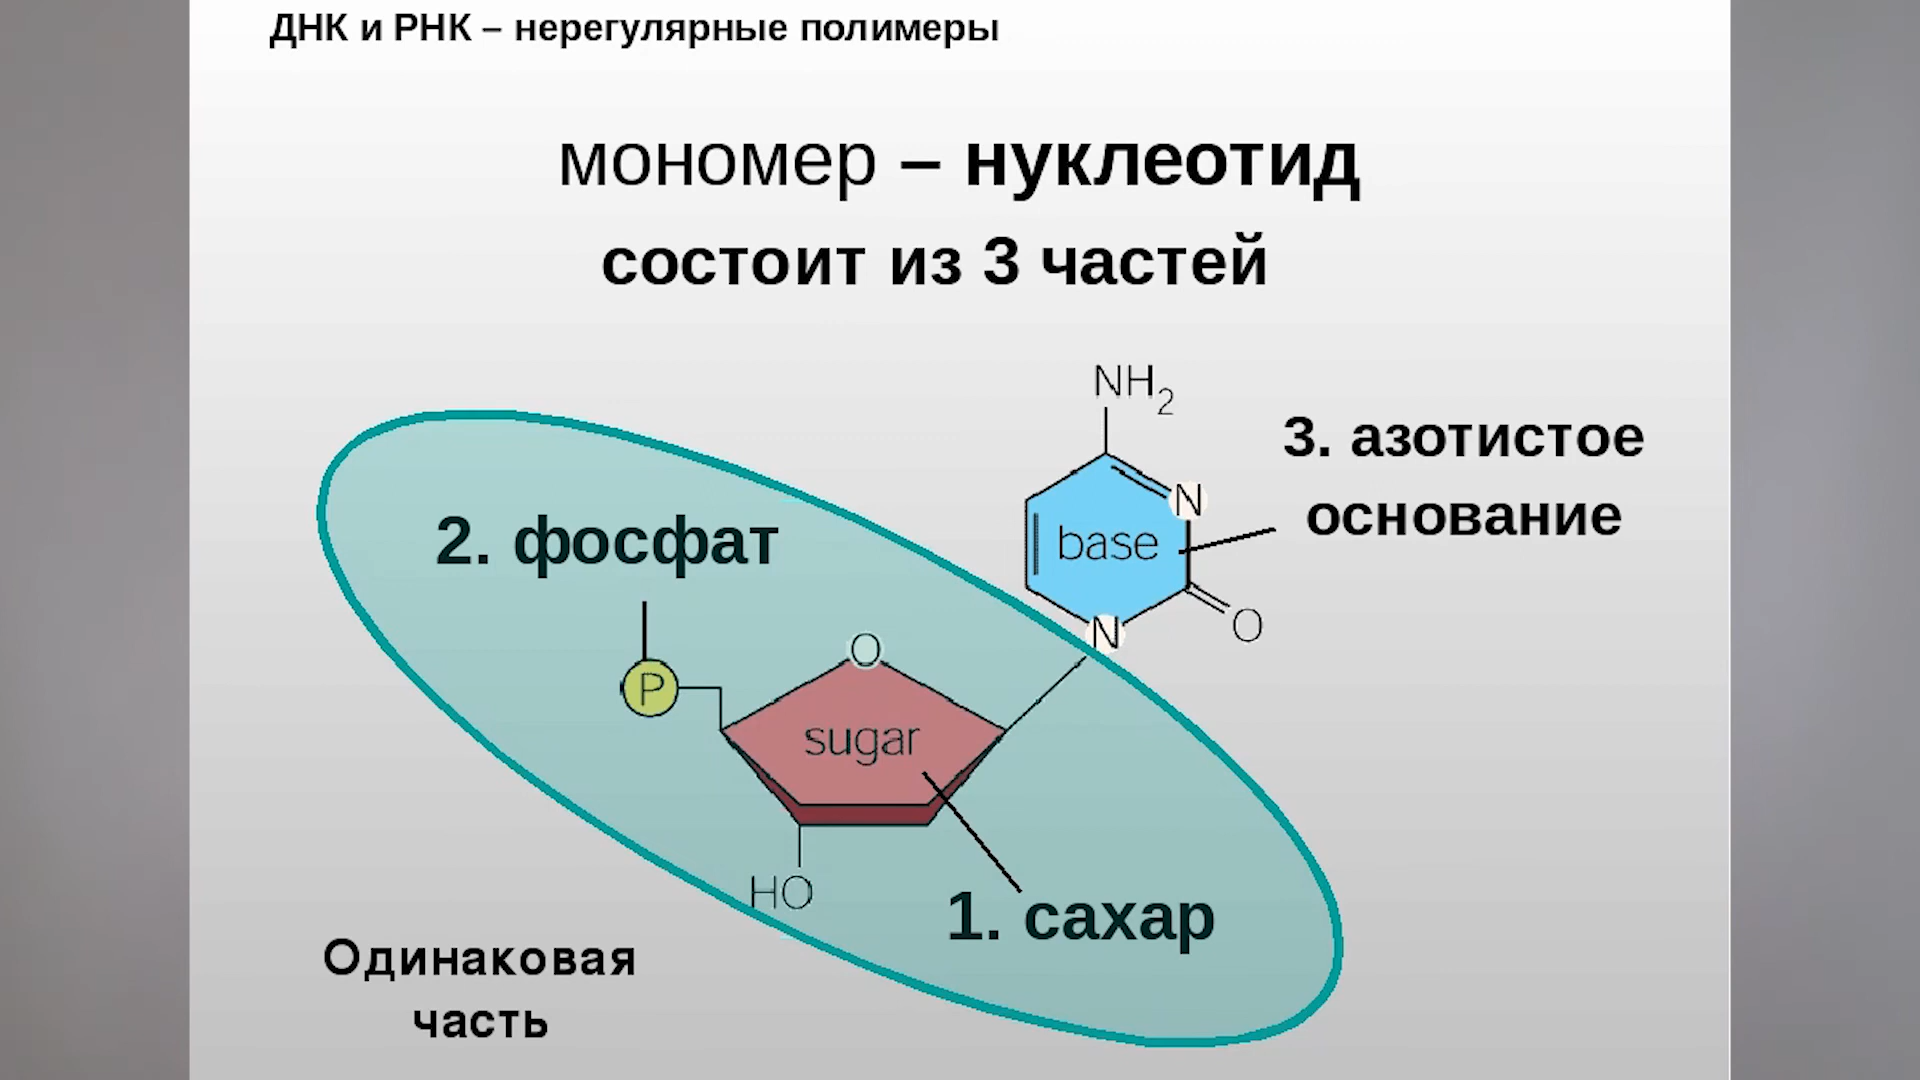 ДНК и РНК – нерегулярные полимеры
мономер – нуклеотид
состоит из 3 частей
NH2
3. азотистое
основание
N
base
2. фосфат
O
N
O
P
sugar
HO
1. сахар
Одинаковая
часть